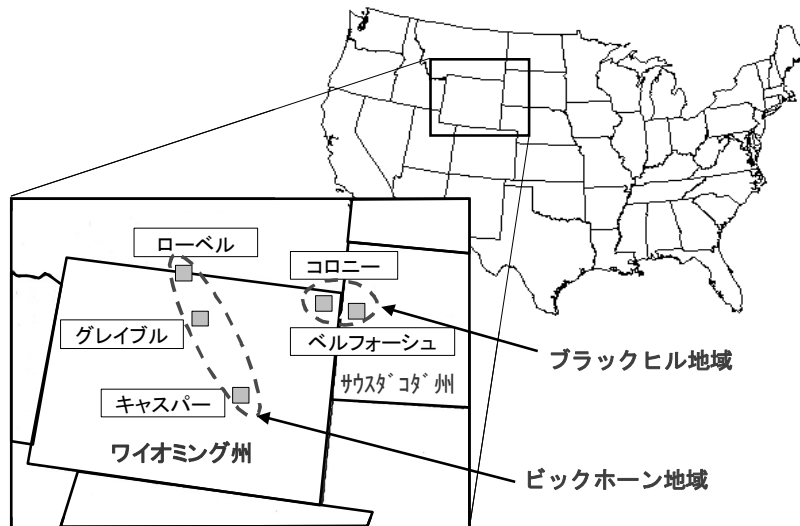 ローベル
コロニー
グレイブル
ベルフォーシュ
ブラックヒル地域
サウスダコダ州
キャスパー
ワイオミング州
ビックホーン地域